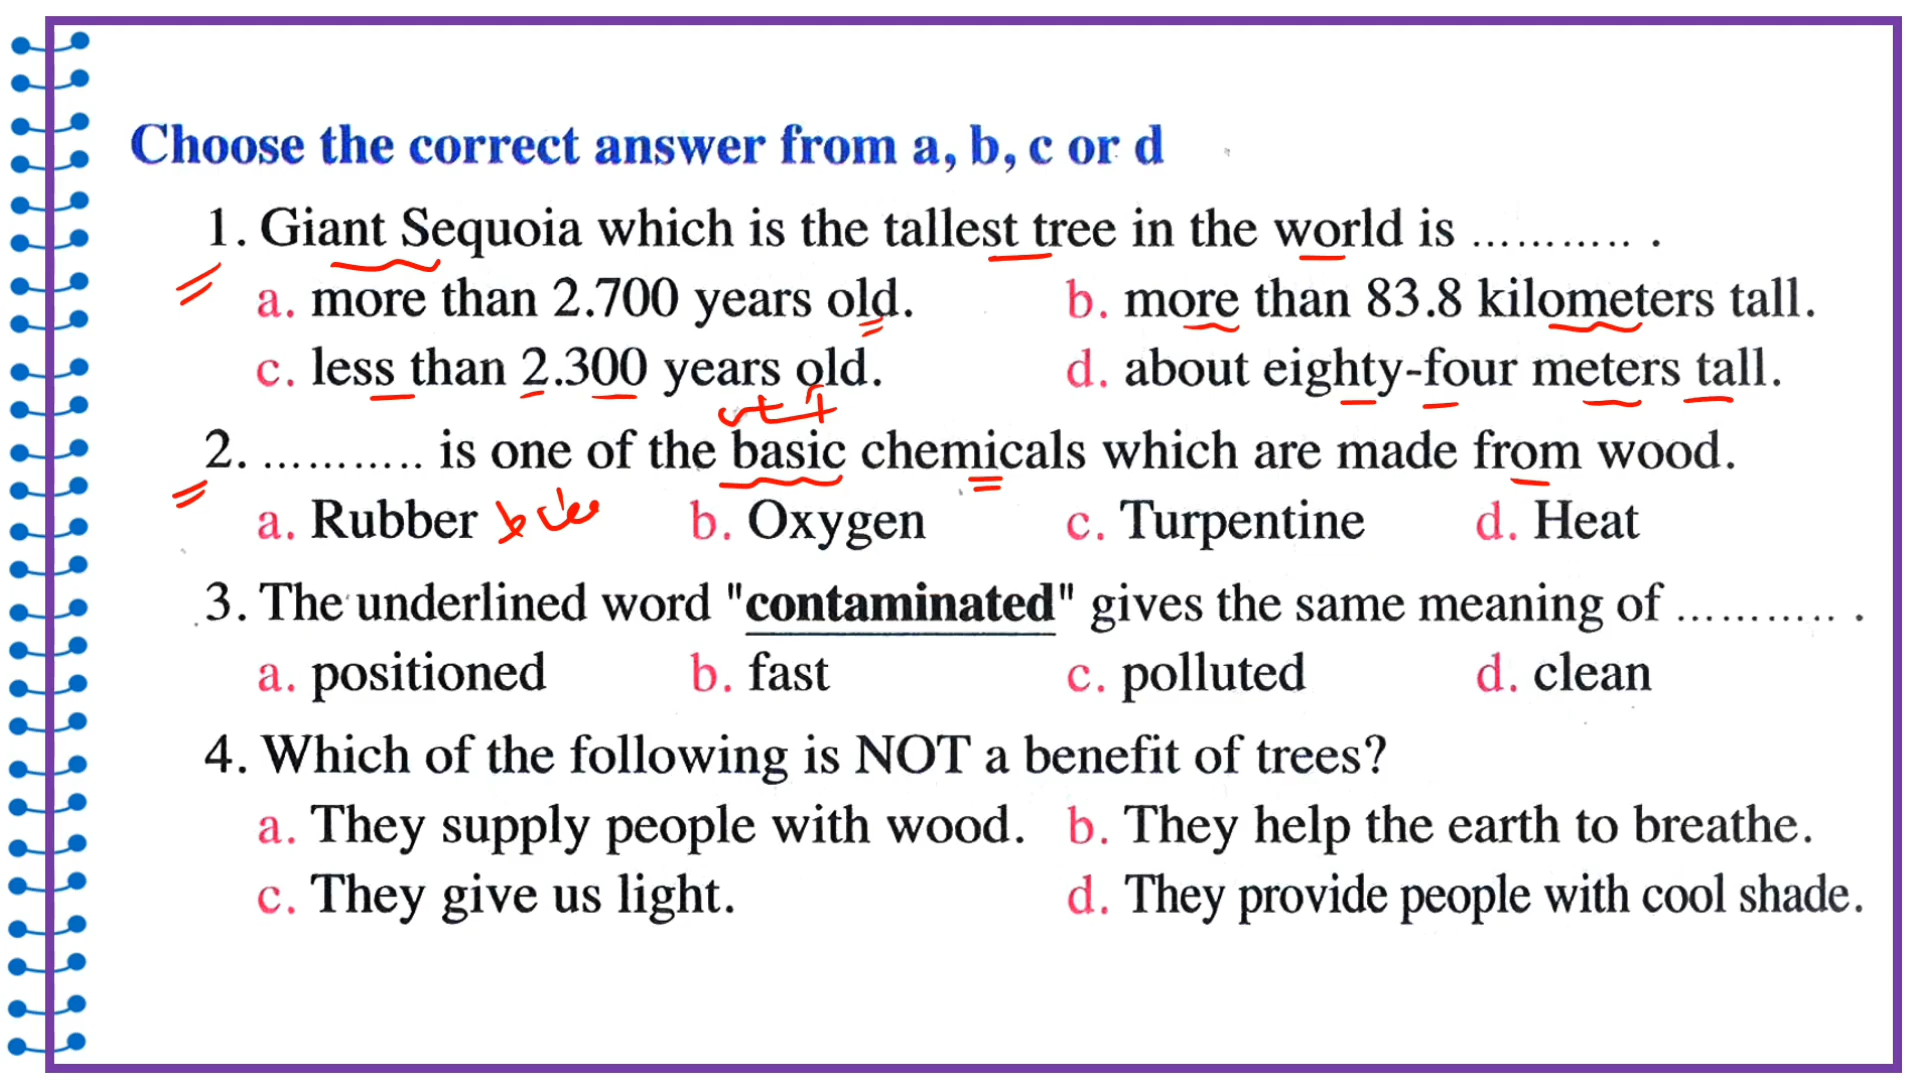 Choose the correct answer from a, b, c or d
1. Giant Sequoia which is the tallest tree in the world is ........... .
a. more than 2.700 years old. b. more than 83.8 kilometers tall.
c. less than 2.300 years old. d. about eighty-four meters tall.
2. ........... is one of the basic chemicals which are made from wood.
a. Rubber b. Oxygen c. Turpentine d. Heat
3. The underlined word "contaminated" gives the same meaning of ........... .
a. positioned b. fast c. polluted d. clean
4. Which of the following is NOT a benefit of trees?
a. They supply people with wood. b. They help the earth to breathe.
c. They give us light. d. They provide people with cool shade.